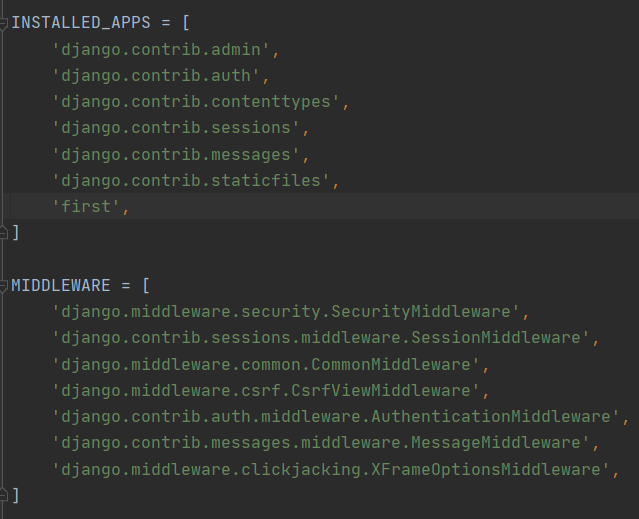 INSTALLED_APPS = [
    'django.contrib.admin',
    'django.contrib.auth',
    'django.contrib.contenttypes',
    'django.contrib.sessions',
    'django.contrib.messages',
    'django.contrib.staticfiles',
    'first',
]

MIDDLEWARE = [
    'django.middleware.security.SecurityMiddleware',
    'django.contrib.sessions.middleware.SessionMiddleware',
    'django.middleware.common.CommonMiddleware',
    'django.middleware.csrf.CsrfViewMiddleware',
    'django.contrib.auth.middleware.AuthenticationMiddleware',
    'django.contrib.messages.middleware.MessageMiddleware',
    'django.middleware.clickjacking.XFrameOptionsMiddleware',
]